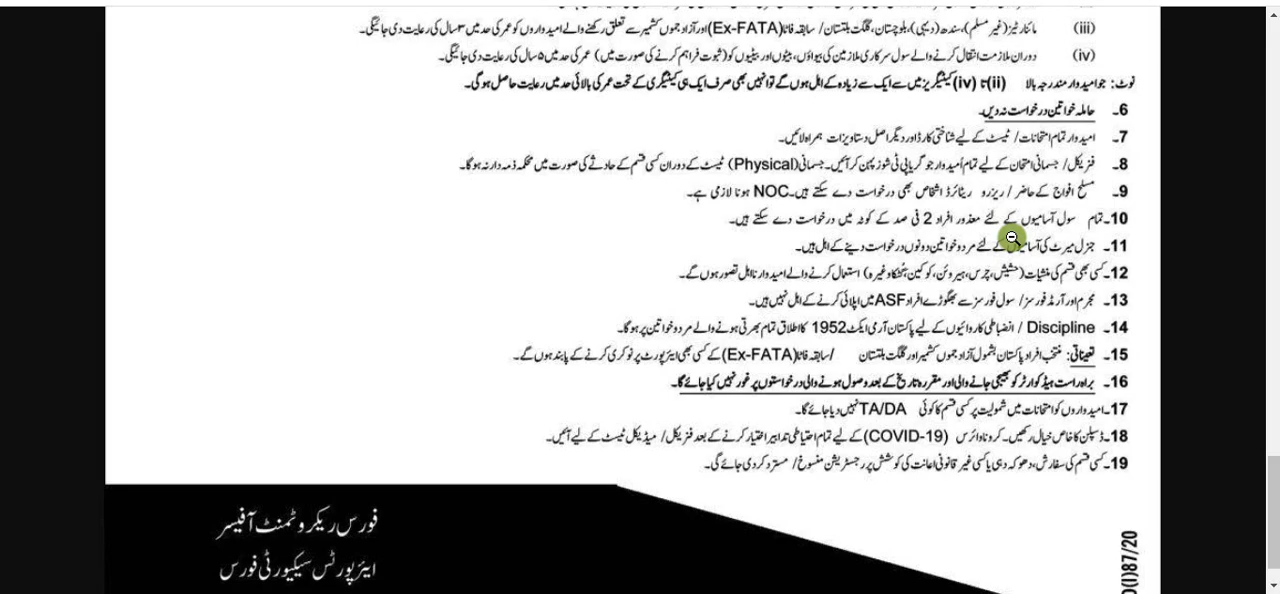 (iii) مائنارٹیز (غیر مسلم)، سندھ (دیہی)، بلوچستان، گلگت بلتستان / سابقہ فاٹا (Ex-FATA) اور آزاد جموں کشمیر سے تعلق رکھنے والے امیدواروں کو عمر کی حد میں ۳ سال کی رعایت دی جائیگی۔
(iv) دوران ملازمت انتقال کرنے والے سول سرکاری ملازمین کی بیواؤں، بیٹوں اور بیٹیوں کو (ثبوت فراہم کرنے کی صورت میں) عمر کی حد میں ۵ سال کی رعایت دی جائیگی۔
نوٹ: جو امیدوار مندرجہ بالا (ii) تا (iv) کیٹیگریز میں سے ایک سے زیادہ کے اہل ہوں گے تو انہیں بھی صرف ایک ہی کیٹیگری کے تحت عمر کی بالائی حد میں رعایت حاصل ہوگی۔
6۔ حاملہ خواتین درخواست نہ دیں۔
7۔ امیدوار تمام امتحانات / ٹیسٹ کے لیے شناختی کارڈ اور دیگر اصل دستاویزات ہمراہ لائیں۔
8۔ فزیکل / جسمانی امتحان کے لیے تمام اُمیدوار جوگر یا پی ٹی شوز پہن کر آئیں۔ جسمانی (Physical) ٹیسٹ کے دوران کسی قسم کے حادثے کی صورت میں محکمہ ذمہ دار نہ ہوگا۔
9۔ مسلح افواج کے حاضر / ریزرو ریٹائرڈ اشخاص بھی درخواست دے سکتے ہیں۔ NOC ہونا لازمی ہے۔
10۔ تمام سول آسامیوں کے لئے معذور افراد 2 فی صد کے کوٹہ میں درخواست دے سکتے ہیں۔
11۔ جنرل میرٹ کی آسامیوں کے لئے مرد و خواتین دونوں درخواست دینے کے اہل ہیں۔
12۔ کسی بھی قسم کی منشیات (حشیش، چرس، ہیروئن، کوکین، گٹکا وغیرہ) استعمال کرنے والے امیدوار نا اہل تصور ہوں گے۔
13۔ مجرم اور آرمڈ فورسز / سول فورسز سے بھگوڑے افراد ASF میں اپلائی کرنے کے اہل نہیں ہیں۔
14۔ Discipline / انضباطی کاروائیوں کے لیے پاکستان آرمی ایکٹ 1952 کا اطلاق تمام بھرتی ہونے والے مرد و خواتین پر ہوگا۔
15۔ تعیناتی: منتخب افراد پاکستان بشمول آزاد جموں کشمیر اور گلگت بلتستان / سابقہ فاٹا (Ex-FATA) کے کسی بھی ایئرپورٹ پر نوکری کرنے کے پابند ہوں گے۔
16۔ براہ راست ہیڈ کوارٹر کو بھیجی جانے والی اور مقررہ تاریخ کے بعد وصول ہونے والی درخواستوں پر غور نہیں کیا جائے گا۔
17۔ امیدواروں کو امتحانات میں شمولیت پر کسی قسم کا کوئی TA/DA نہیں دیا جائے گا۔
18۔ ڈسپلن کا خاص خیال رکھیں۔ کرونا وائرس (COVID-19) کے لیے تمام احتیاطی تدابیر اختیار کرنے کے بعد فزیکل / میڈیکل ٹیسٹ کے لیے آئیں۔
19۔ کسی قسم کی سفارش، دھوکہ دہی یا کسی غیر قانونی اعانت کی کوشش پر رجسٹریشن منسوخ / مسترد کر دی جائے گی۔
فورس ریکروٹمنٹ آفیسر
ایئرپورٹس سیکیورٹی فورس
(I)87/20